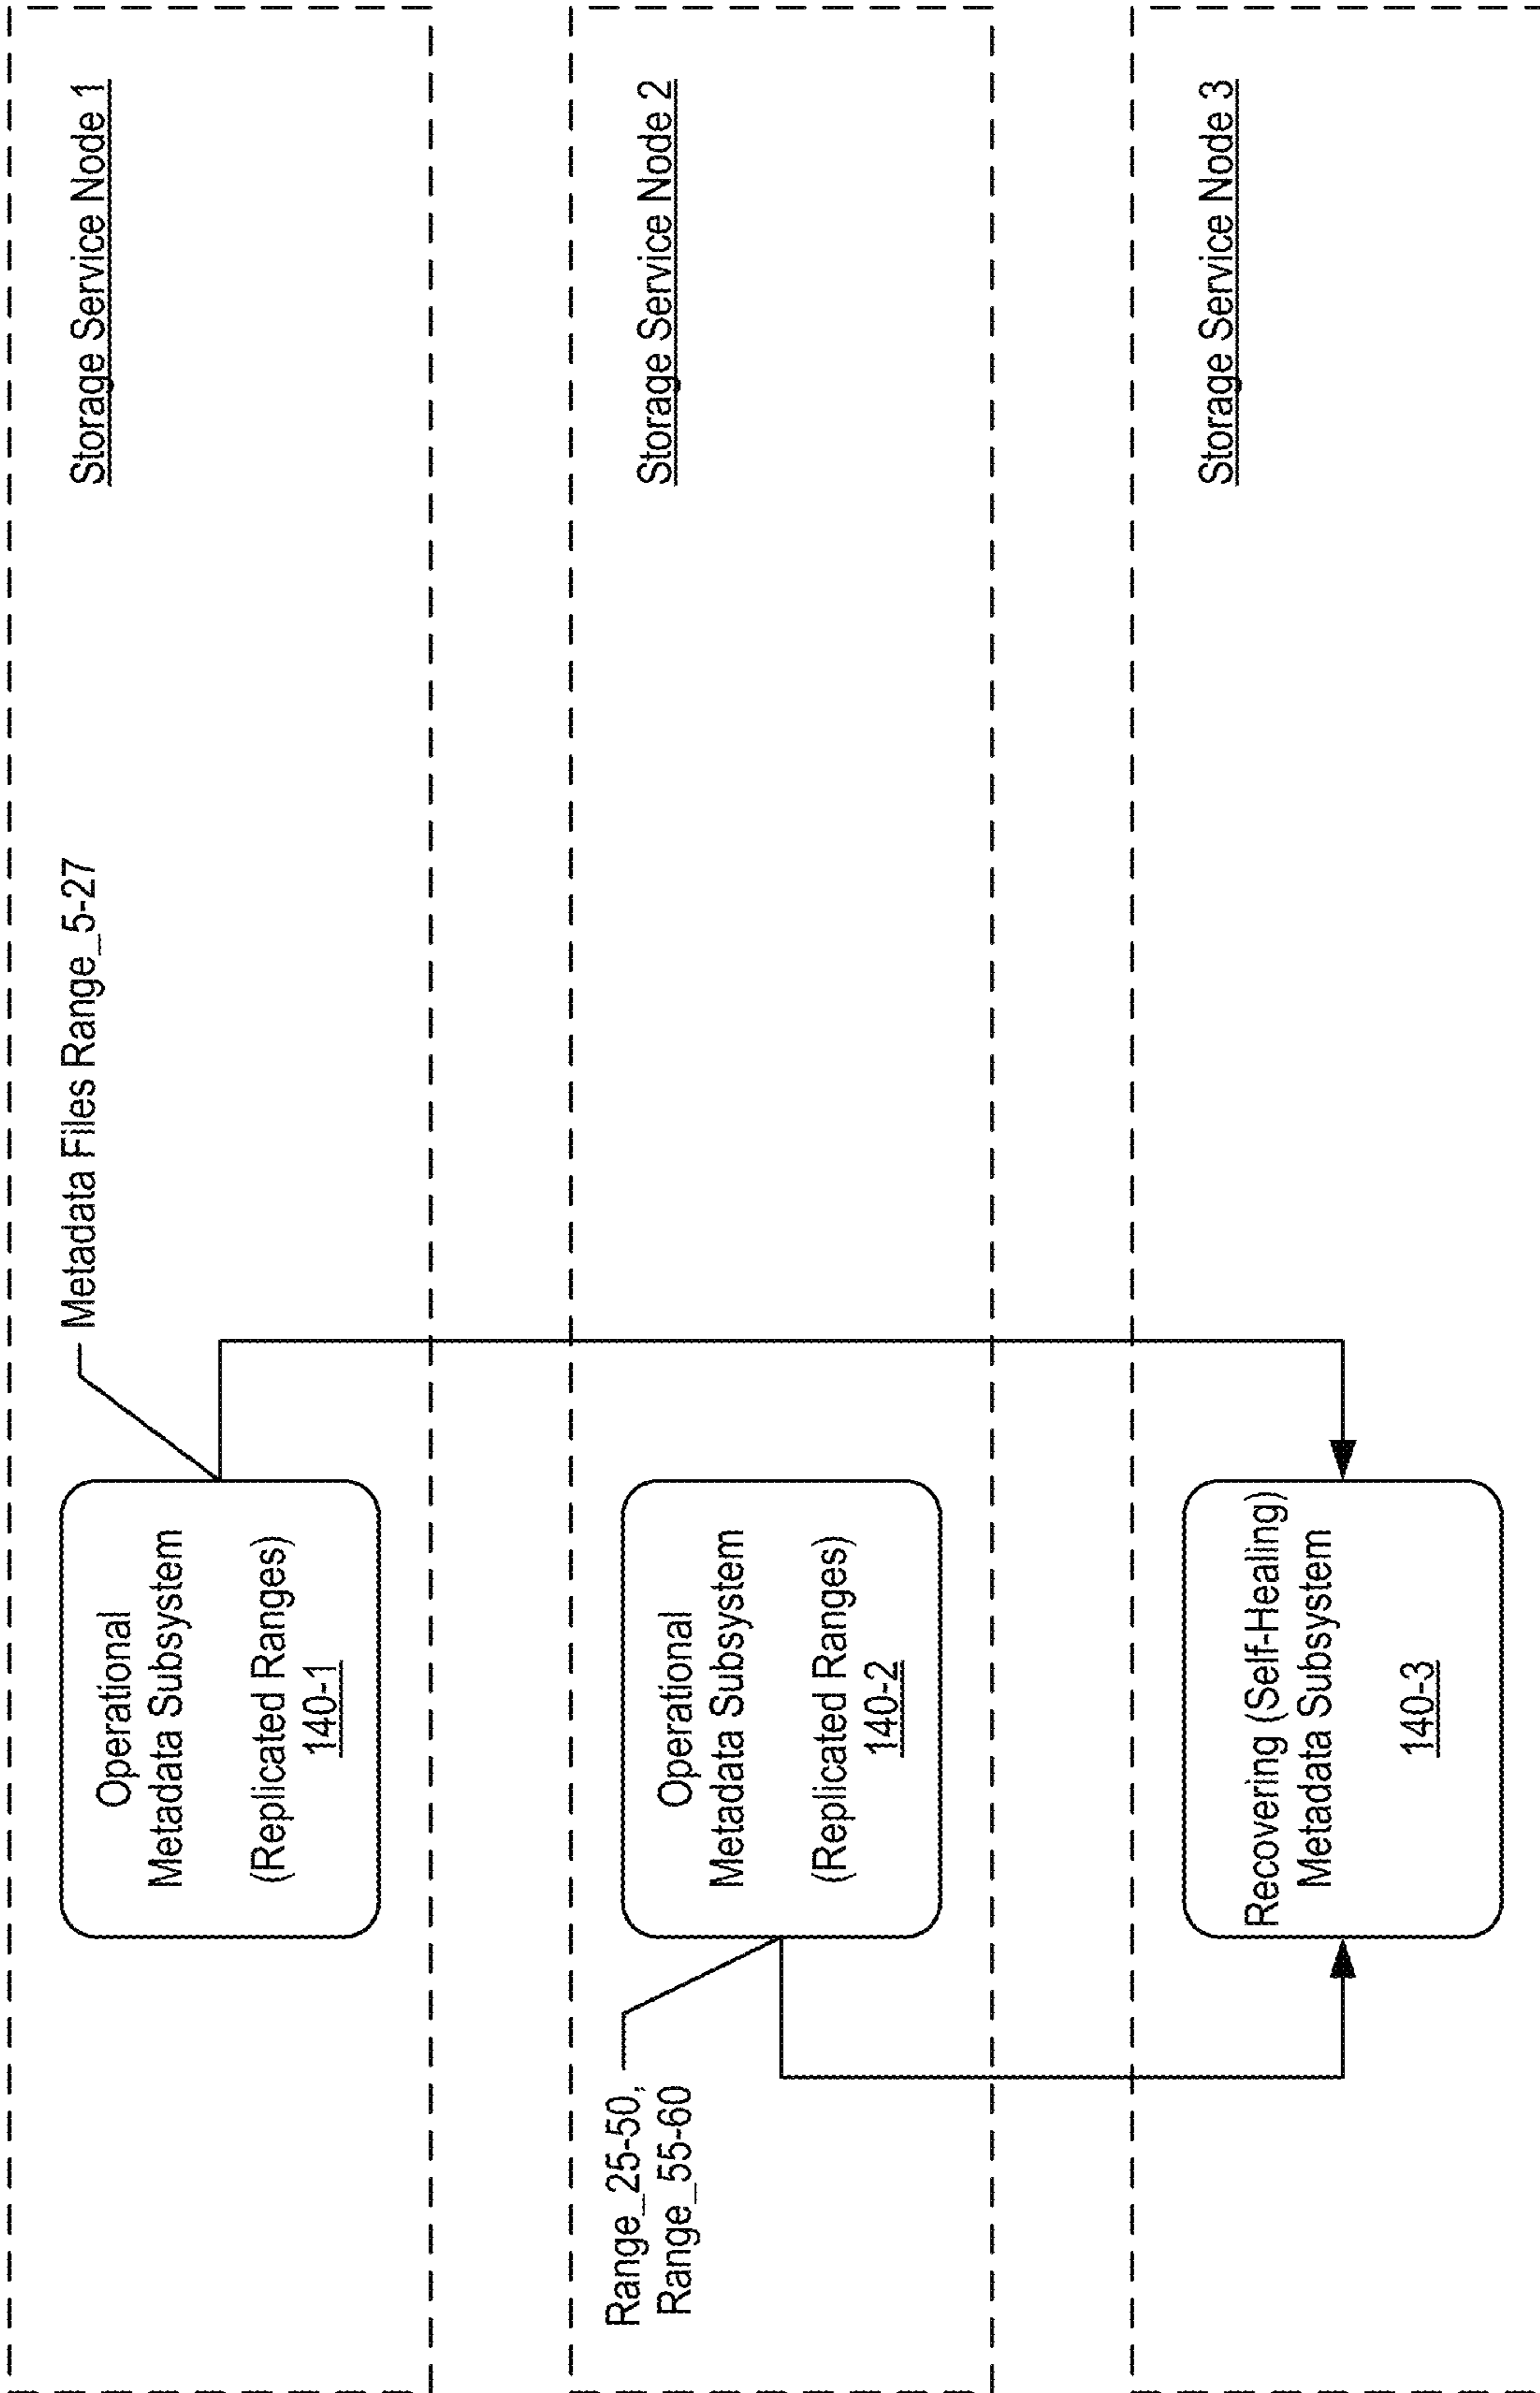 Storage Service Node 1
Metadata Files Range_5-27
Operational
Metadata Subsystem
(Replicated Ranges)
140-1
Storage Service Node 2
Operational
Metadata Subsystem
(Replicated Ranges)
140-2
Range_25-50,
Range_55-60
Storage Service Node 3
Recovering (Self-Healing)
Metadata Subsystem
140-3